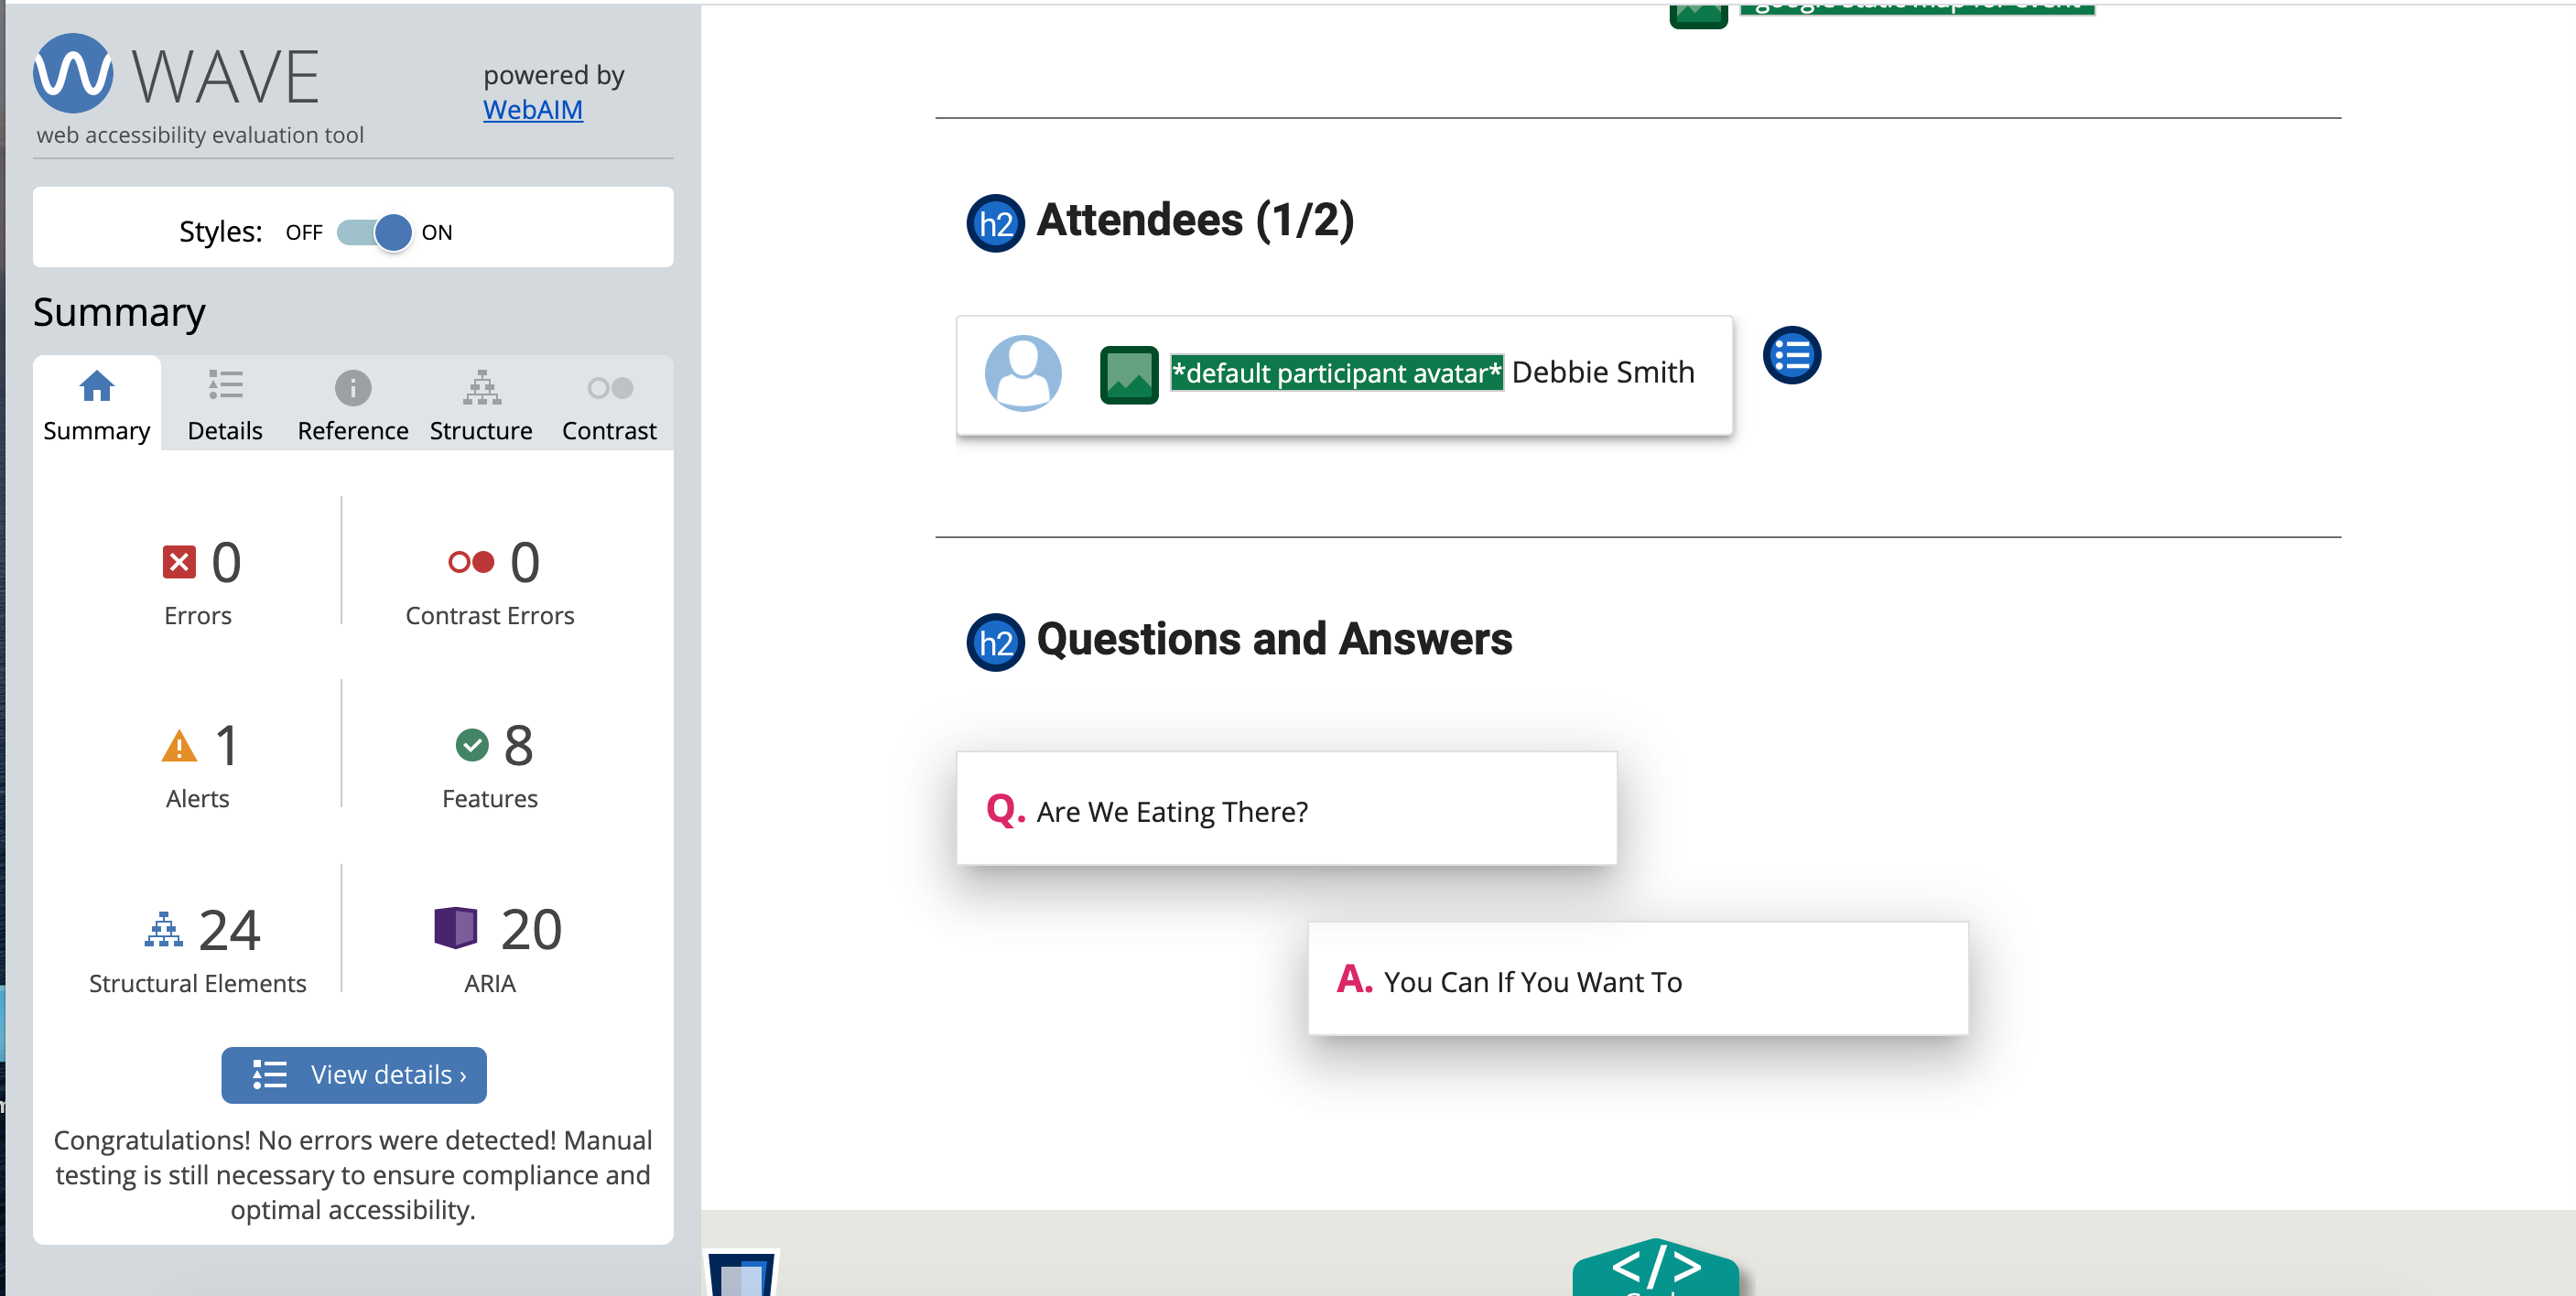 WAVE
powered by
WebAIM
web accessibility evaluation tool
Styles: OFF ON
Summary
Summary Details Reference Structure Contrast
0 Errors
0 Contrast Errors
1 Alerts
8 Features
24 Structural Elements
20 ARIA
View details ›
Congratulations! No errors were detected! Manual
testing is still necessary to ensure compliance and
optimal accessibility.
h2 Attendees (1/2)
*default participant avatar* Debbie Smith
h2 Questions and Answers
Q. Are We Eating There?
A. You Can If You Want To
</>